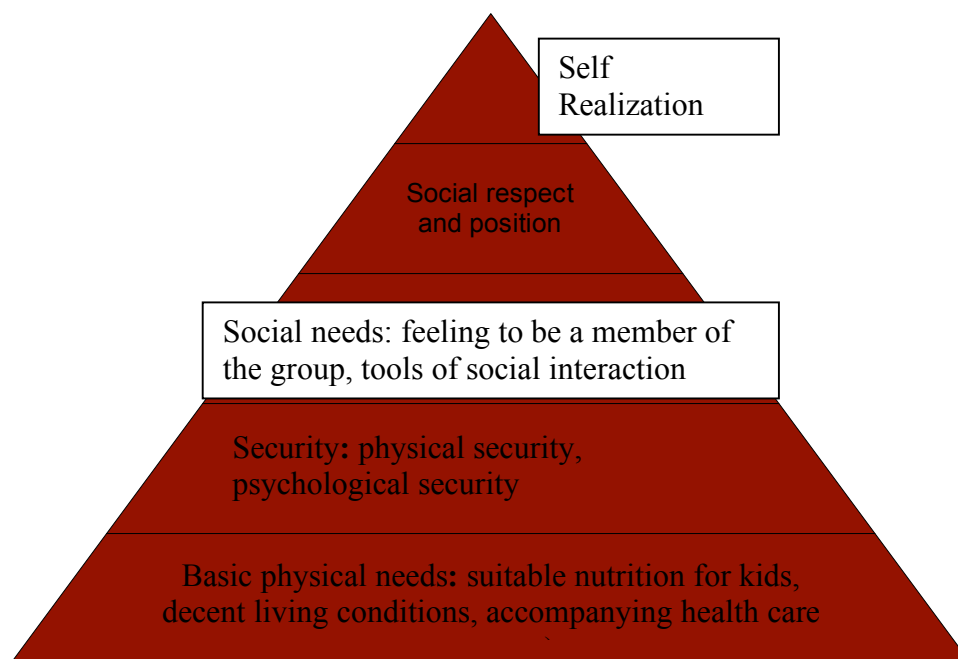 Self
Realization
Social respect
and position
Social needs: feeling to be a member of
the group, tools of social interaction
Security: physical security,
psychological security
Basic physical needs: suitable nutrition for kids,
decent living conditions, accompanying health care